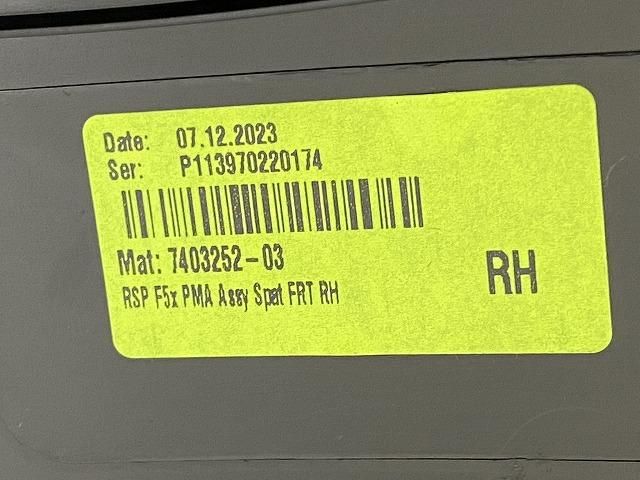 Date: 07.12.2023
Ser: P113970220174
Mat: 7403252-03
RSP F5x PMA Assy Spat FRT RH
RH